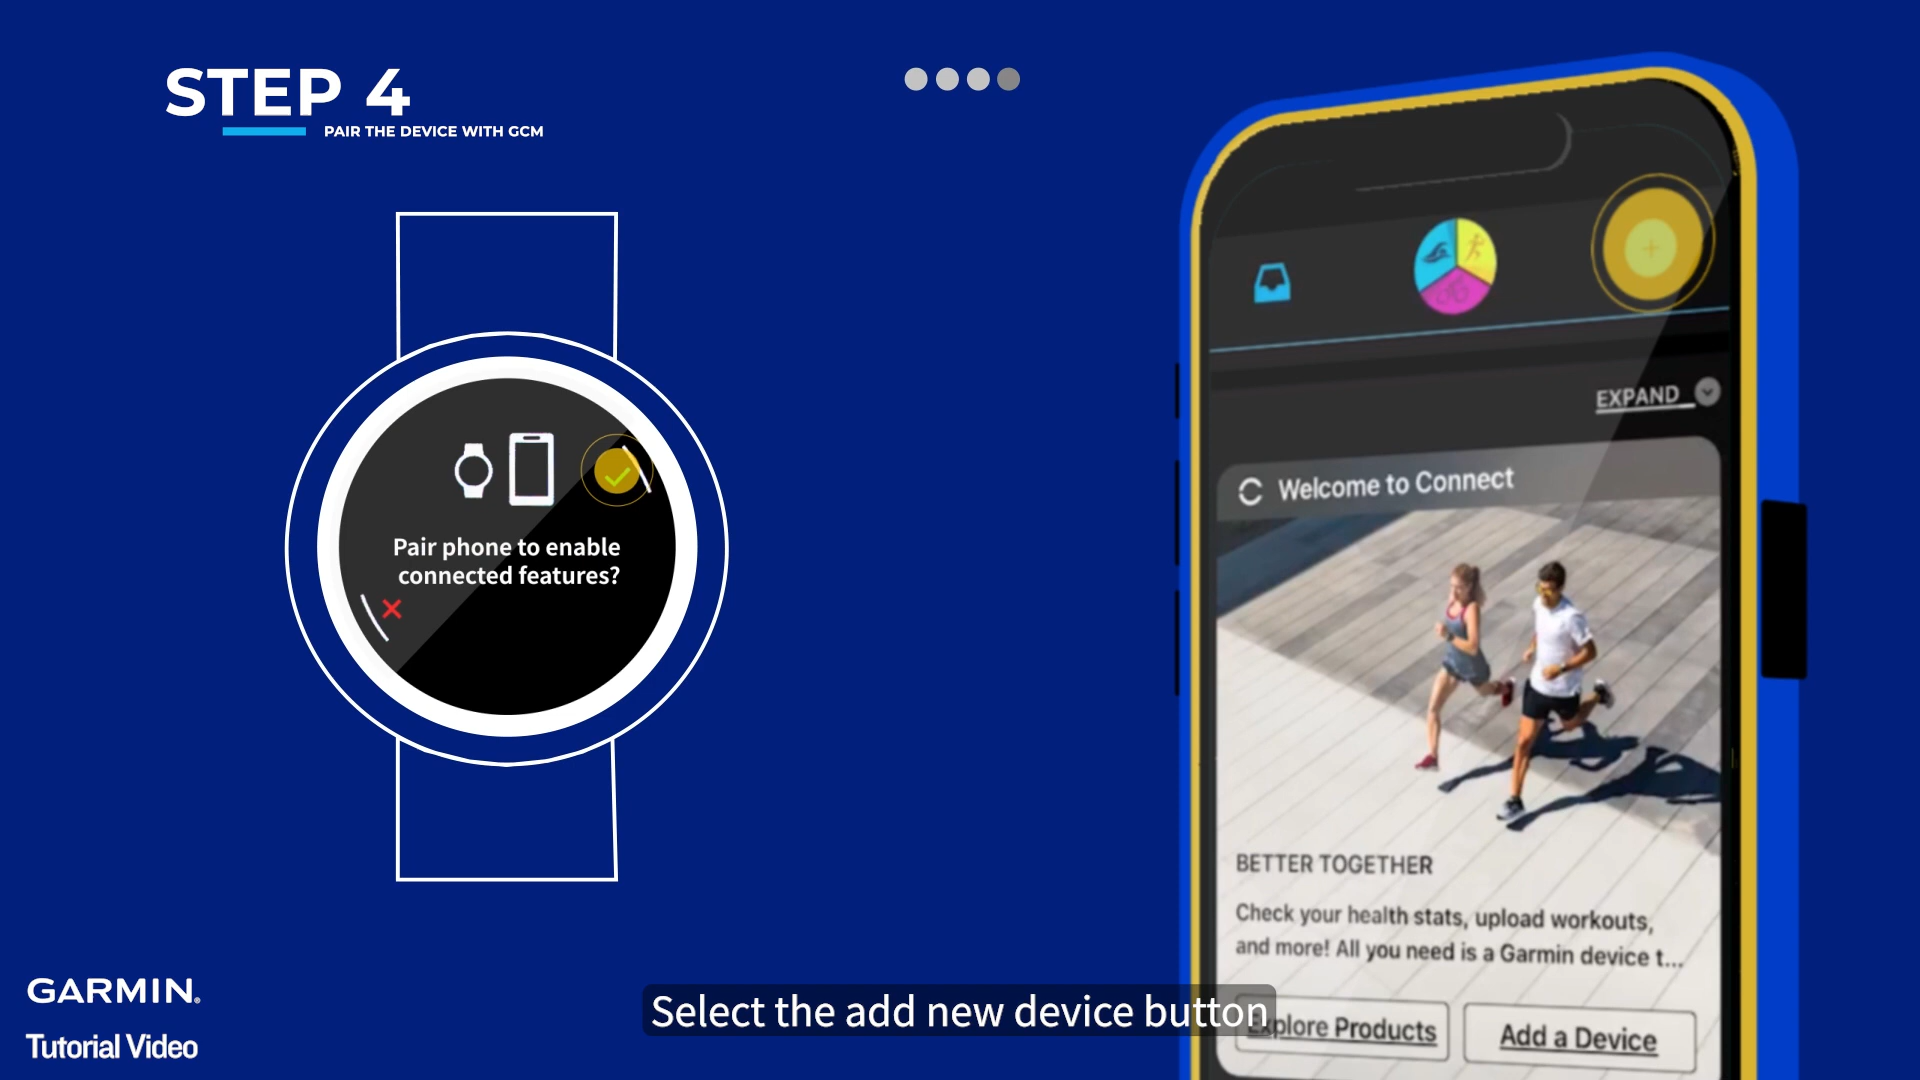 STEP 4
PAIR THE DEVICE WITH GCM
Pair phone to enable
connected features?
EXPAND
Welcome to Connect
BETTER TOGETHER
Check your health stats, upload workouts,
and more! All you need is a Garmin device t...
Explore Products
Add a Device
Select the add new device button
GARMIN.
Tutorial Video